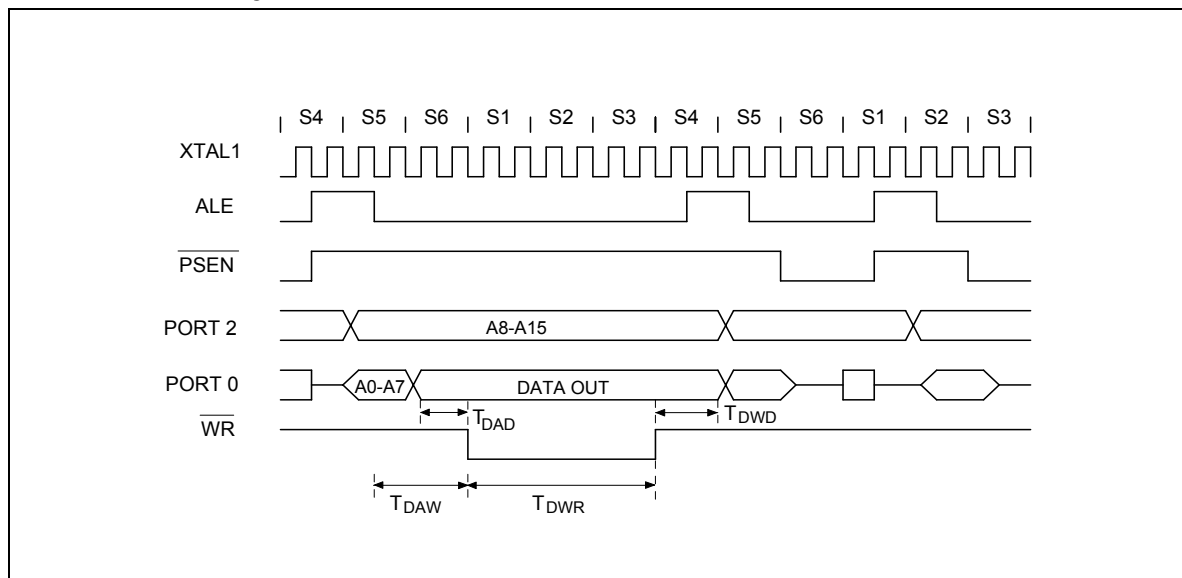 S4 S5 S6 S1 S2 S3 S4 S5 S6 S1 S2 S3
XTAL1
ALE
PSEN
PORT 2 A8-A15
PORT 0 A0-A7 DATA OUT
TDAD TDWD
WR
TDAW TDWR